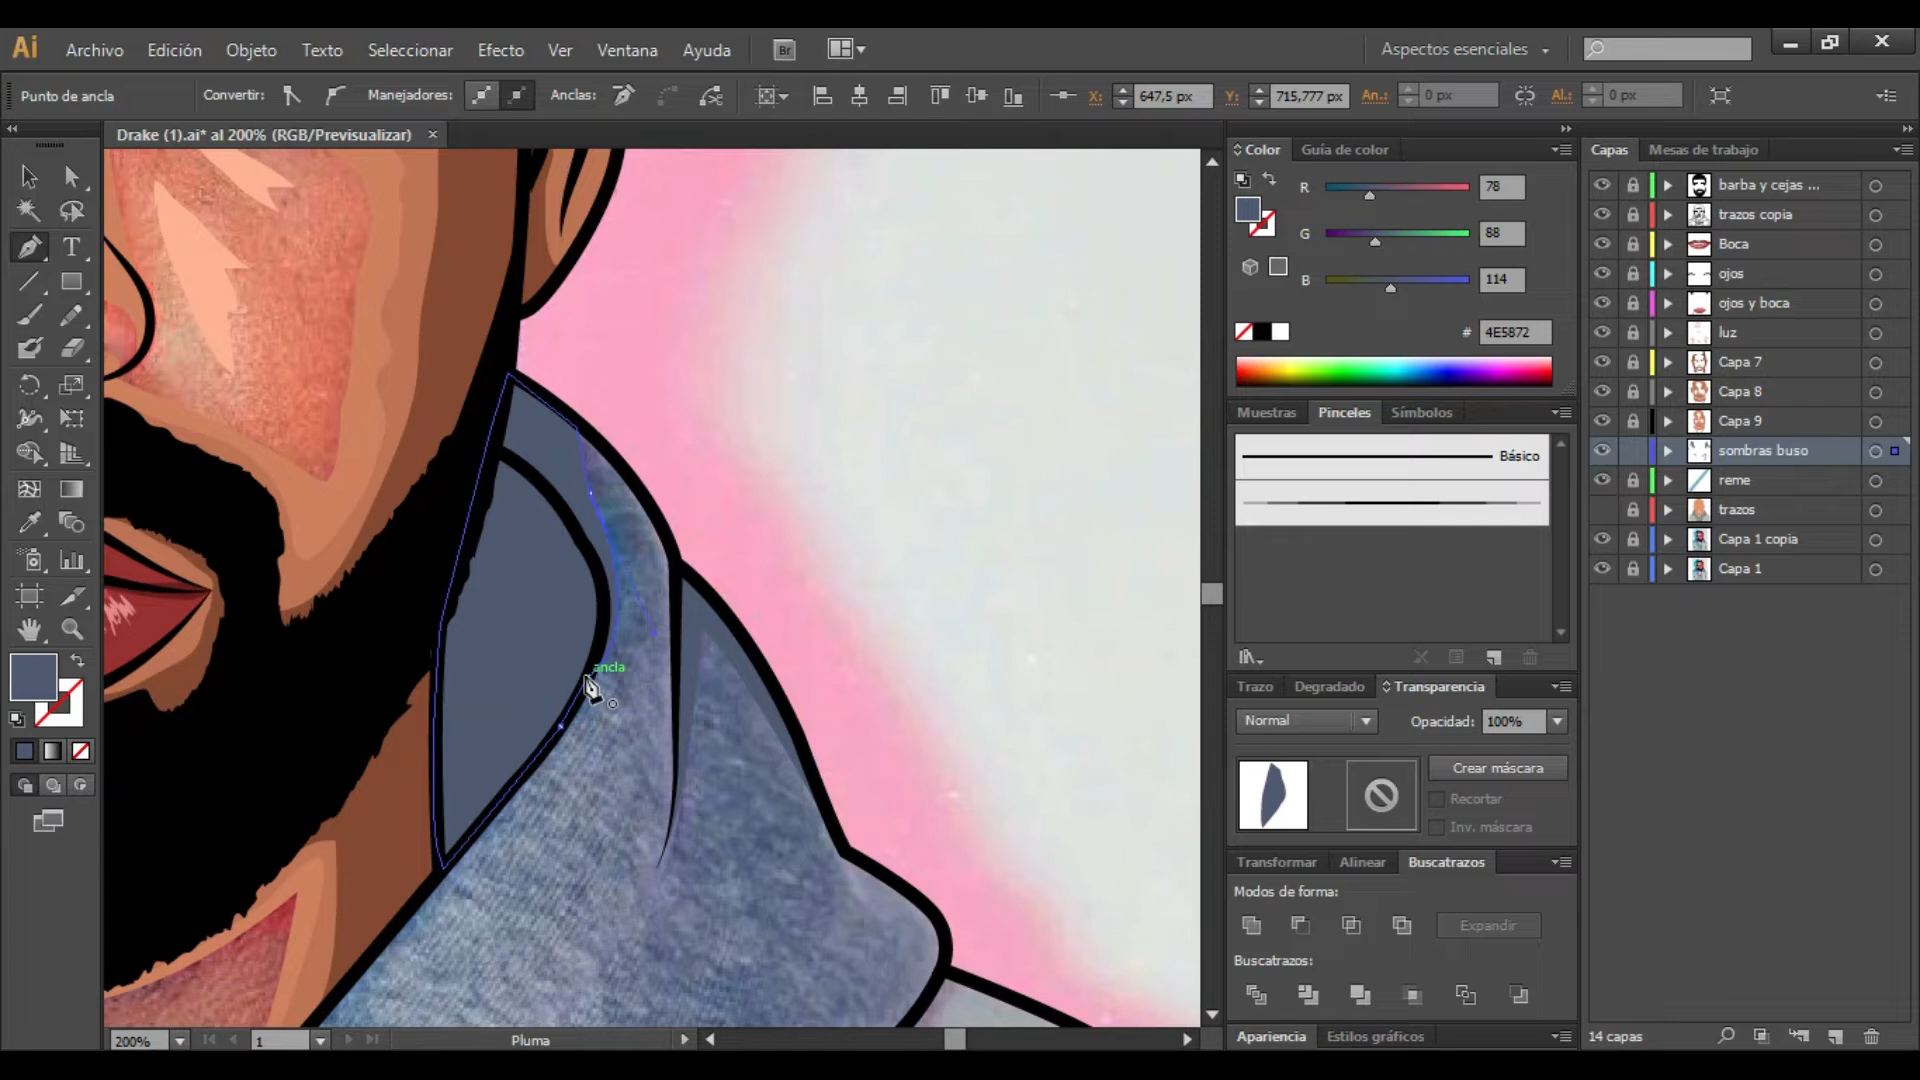 Ai Archivo Edición Objeto Texto Seleccionar Efecto Ver Ventana Ayuda Br Aspectos esenciales
Punto de ancla Convertir: Manejadores: Anclas: X: 647,5 px Y: 715,777 px An.: 0 px Al.: 0 px
Drake (1).ai* al 200% (RGB/Previsualizar)
Color Guía de color
R 78
G 88
B 114
# 4E5872
Muestras Pinceles Símbolos
Básico
Trazo Degradado Transparencia
Normal Opacidad: 100%
Crear máscara
Recortar
Inv. máscara
Transformar Alinear Buscatrazos
Modos de forma:
Expandir
Buscatrazos:
Apariencia Estilos gráficos
Capas Mesas de trabajo
barba y cejas ...
trazos copia
Boca
ojos
ojos y boca
luz
Capa 7
Capa 8
Capa 9
sombras buso
reme
trazos
Capa 1 copia
Capa 1
14 capas
ancla
200% 1 Pluma